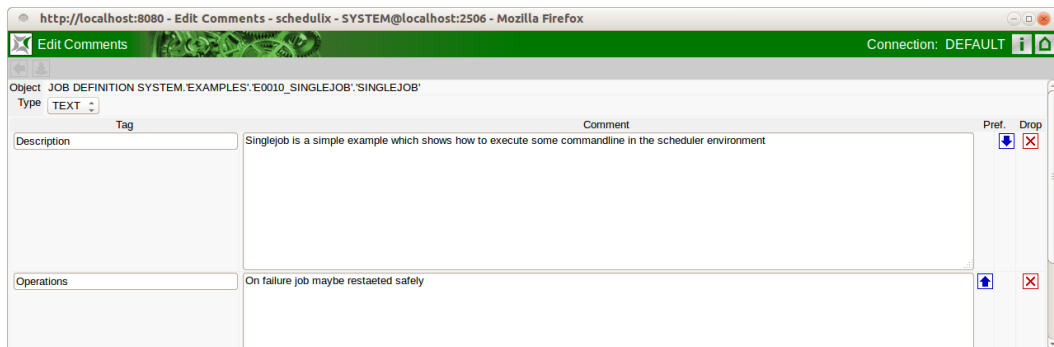 http://localhost:8080 - Edit Comments - schedulix - SYSTEM@localhost:2506 - Mozilla Firefox
Edit Comments Connection: DEFAULT i
Object JOB DEFINITION SYSTEM.'EXAMPLES'.'E0010_SINGLEJOB'.'SINGLEJOB'
Type TEXT
Tag Comment Pref. Drop
Description Singlejob is a simple example which shows how to execute some commandline in the scheduler environment
Operations On failure job maybe restaeted safely